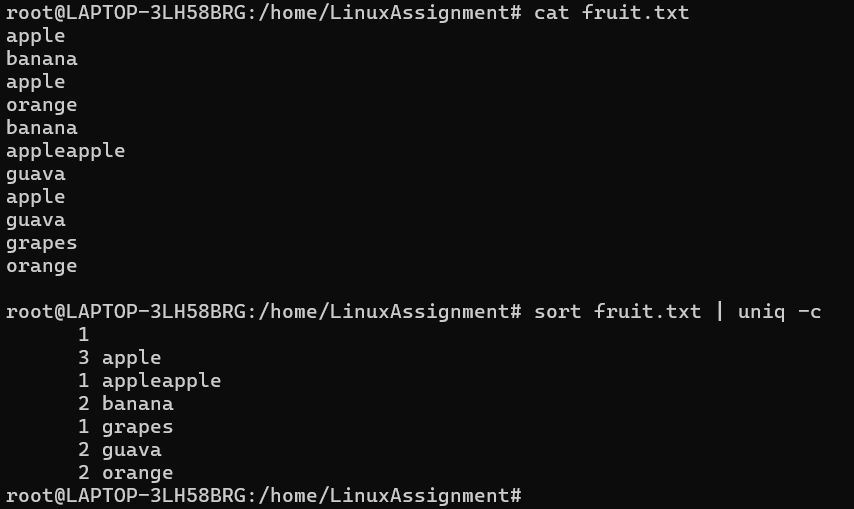 root@LAPTOP-3LH58BRG:/home/LinuxAssignment# cat fruit.txt
apple
banana
apple
orange
banana
appleapple
guava
apple
guava
grapes
orange

root@LAPTOP-3LH58BRG:/home/LinuxAssignment# sort fruit.txt | uniq -c
      1
      3 apple
      1 appleapple
      2 banana
      1 grapes
      2 guava
      2 orange
root@LAPTOP-3LH58BRG:/home/LinuxAssignment#